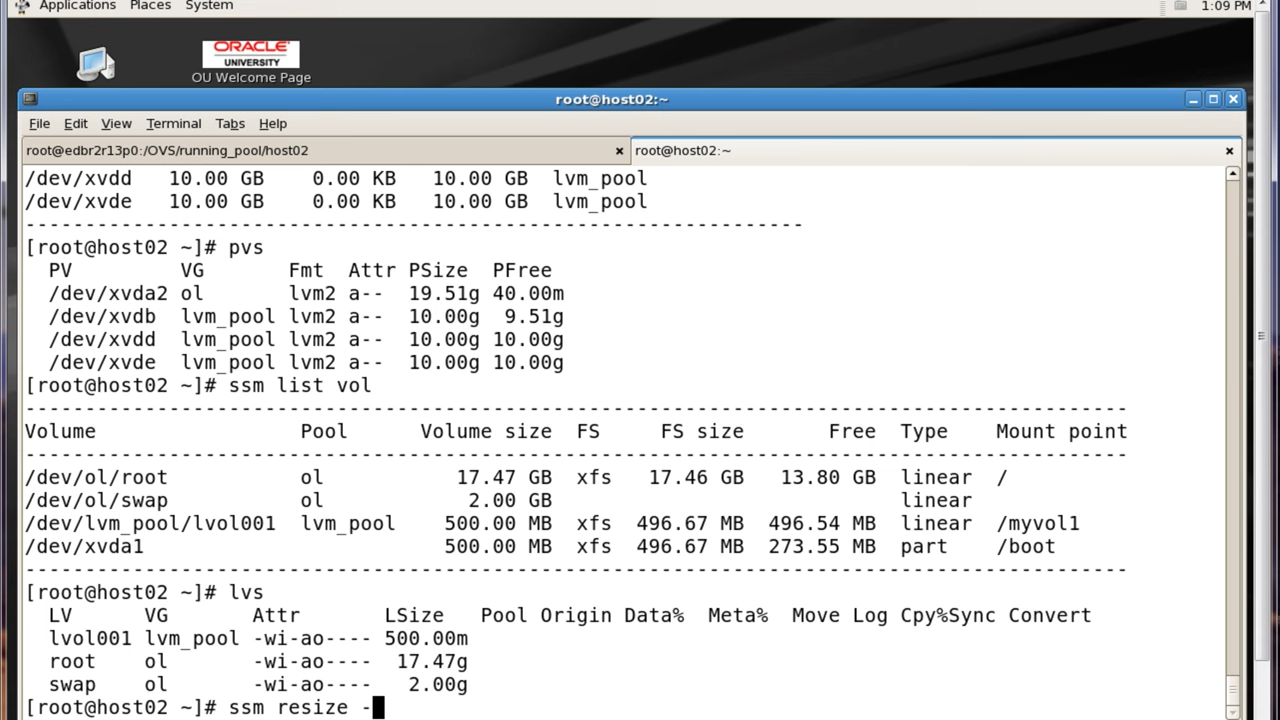 Applications Places System 1:09 PM
ORACLE
UNIVERSITY
OU Welcome Page
root@host02:~
File Edit View Terminal Tabs Help
root@edbr2r13p0:/OVS/running_pool/host02 × root@host02:~ ×
/dev/xvdd 10.00 GB 0.00 KB 10.00 GB lvm_pool
/dev/xvde 10.00 GB 0.00 KB 10.00 GB lvm_pool
-----------------------------------------------------------------
[root@host02 ~]# pvs
PV VG Fmt Attr PSize PFree
/dev/xvda2 ol lvm2 a-- 19.51g 40.00m
/dev/xvdb lvm_pool lvm2 a-- 10.00g 9.51g
/dev/xvdd lvm_pool lvm2 a-- 10.00g 10.00g
/dev/xvde lvm_pool lvm2 a-- 10.00g 10.00g
[root@host02 ~]# ssm list vol
--------------------------------------------------------------------------------------------
Volume Pool Volume size FS FS size Free Type Mount point
--------------------------------------------------------------------------------------------
/dev/ol/root ol 17.47 GB xfs 17.46 GB 13.80 GB linear /
/dev/ol/swap ol 2.00 GB linear
/dev/lvm_pool/lvol001 lvm_pool 500.00 MB xfs 496.67 MB 496.54 MB linear /myvol1
/dev/xvda1 500.00 MB xfs 496.67 MB 273.55 MB part /boot
--------------------------------------------------------------------------------------------
[root@host02 ~]# lvs
LV VG Attr LSize Pool Origin Data% Meta% Move Log Cpy%Sync Convert
lvol001 lvm_pool -wi-ao---- 500.00m
root ol -wi-ao---- 17.47g
swap ol -wi-ao---- 2.00g
[root@host02 ~]# ssm resize -